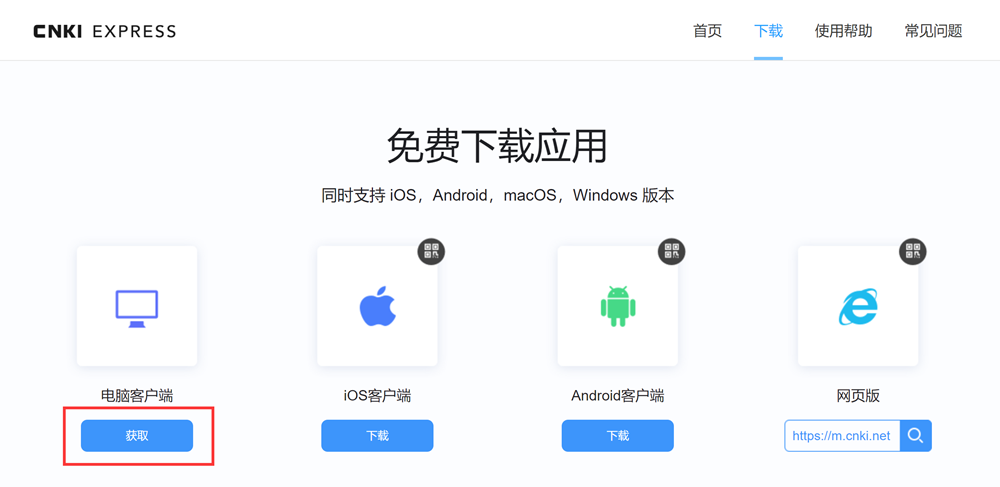 CNKI EXPRESS
首页 下载 使用帮助 常见问题
免费下载应用
同时支持 iOS，Android，macOS，Windows 版本
电脑客户端 iOS客户端 Android客户端 网页版
获取 下载 下载 https://m.cnki.net